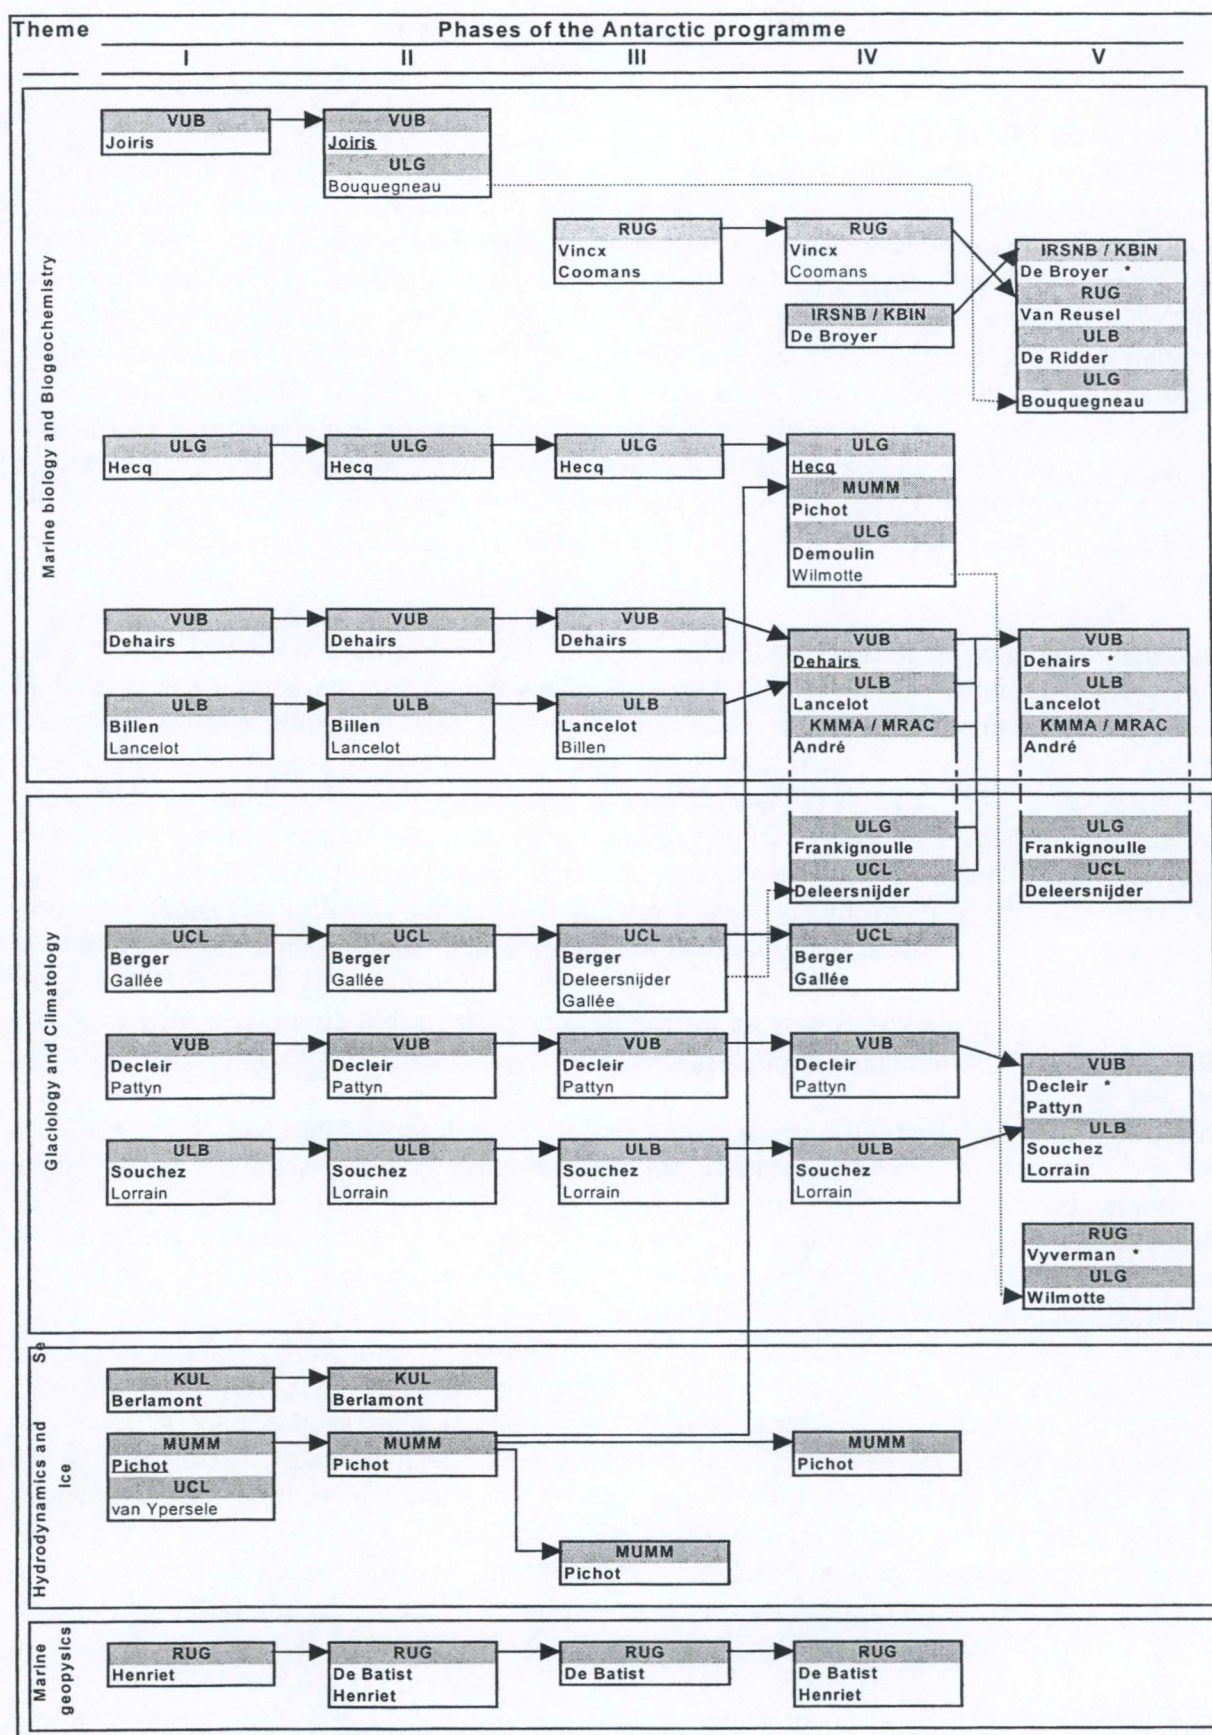 Theme
Phases of the Antarctic programme
I II III IV V
Marine biology and Biogeochemistry
VUB
Joiris
VUB
Joiris
ULG
Bouquegneau
RUG
Vincx
Coomans
RUG
Vincx
Coomans
IRSNB / KBIN
De Broyer
IRSNB / KBIN
De Broyer *
RUG
Van Reusel
ULB
De Ridder
ULG
Bouquegneau
ULG
Hecq
ULG
Hecq
ULG
Hecq
ULG
Hecq
MUMM
Pichot
ULG
Demoulin
Wilmotte
VUB
Dehairs
VUB
Dehairs
VUB
Dehairs
ULB
Billen
Lancelot
ULB
Billen
Lancelot
ULB
Lancelot
Billen
VUB
Dehairs
ULB
Lancelot
KMMA / MRAC
André
VUB
Dehairs *
ULB
Lancelot
KMMA / MRAC
André
Glaciology and Climatology
ULG
Frankignoulle
UCL
Deleersnijder
ULG
Frankignoulle
UCL
Deleersnijder
UCL
Berger
Gallée
UCL
Berger
Gallée
UCL
Berger
Deleersnijder
Gallée
UCL
Berger
Gallée
VUB
Decleir
Pattyn
VUB
Decleir
Pattyn
VUB
Decleir
Pattyn
VUB
Decleir
Pattyn
ULB
Souchez
Lorrain
ULB
Souchez
Lorrain
ULB
Souchez
Lorrain
ULB
Souchez
Lorrain
VUB
Decleir *
Pattyn
ULB
Souchez
Lorrain
RUG
Vyverman *
ULG
Wilmotte
Hydrodynamics and Se
Ice
KUL
Berlamont
KUL
Berlamont
MUMM
Pichot
UCL
van Ypersele
MUMM
Pichot
MUMM
Pichot
MUMM
Pichot
Marine
geopysics
RUG
Henriet
RUG
De Batist
Henriet
RUG
De Batist
RUG
De Batist
Henriet